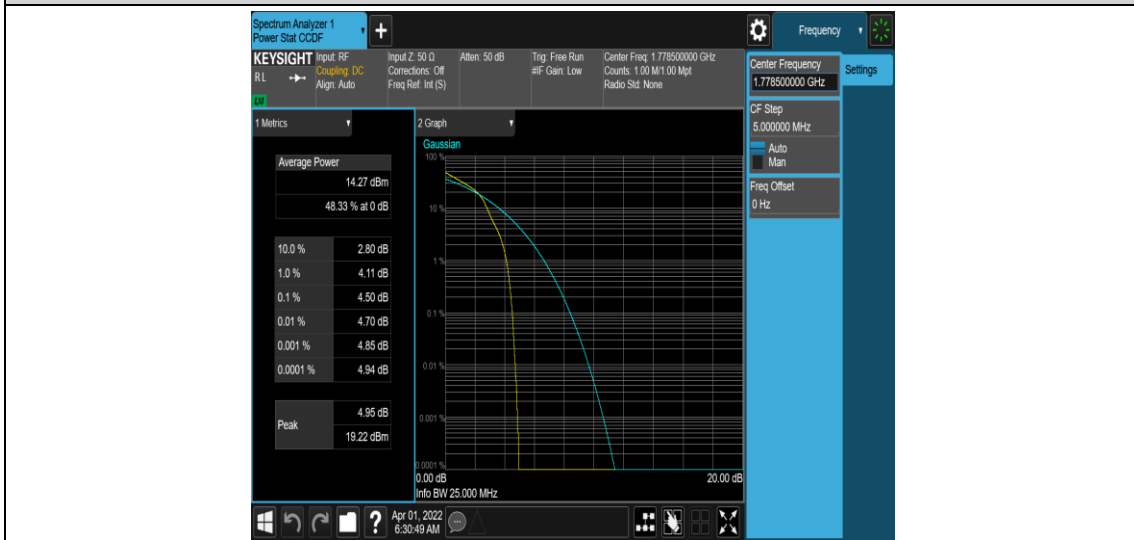 Spectrum Analyzer 1
Power Stat CCDF
+
Frequency
KEYSIGHT
RL
LXI
Input: RF
Coupling: DC
Align: Auto
Input Z: 50 Ω
Corrections: Off
Freq Ref: Int (S)
Atten: 50 dB
Trig: Free Run
#IF Gain: Low
Center Freq: 1.778500000 GHz
Counts: 1.00 M/1.00 Mpt
Radio Std: None
Center Frequency
1.778500000 GHz
Settings
CF Step
5.000000 MHz
Auto
Man
Freq Offset
0 Hz
1 Metrics
Average Power
14.27 dBm
48.33 % at 0 dB
10.0 % 2.80 dB
1.0 % 4.11 dB
0.1 % 4.50 dB
0.01 % 4.70 dB
0.001 % 4.85 dB
0.0001 % 4.94 dB
Peak
4.95 dB
19.22 dBm
2 Graph
Gaussian
100 %
10 %
1 %
0.1 %
0.01 %
0.001 %
0.0001 %
0.00 dB 20.00 dB
Info BW 25.000 MHz
?
Apr 01, 2022
6:30:49 AM